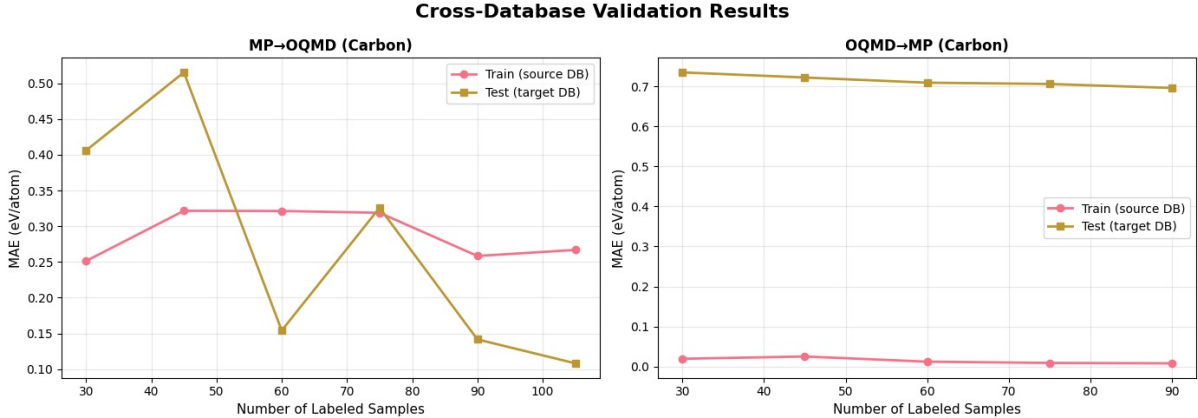 Cross-Database Validation Results
MP→OQMD (Carbon)
Train (source DB)
Test (target DB)
0.50
0.45
0.40
0.35
0.30
0.25
0.20
0.15
0.10
MAE (eV/atom)
30
40
50
60
70
80
90
100
Number of Labeled Samples
OQMD→MP (Carbon)
Train (source DB)
Test (target DB)
0.7
0.6
0.5
0.4
0.3
0.2
0.1
0.0
MAE (eV/atom)
30
40
50
60
70
80
90
Number of Labeled Samples